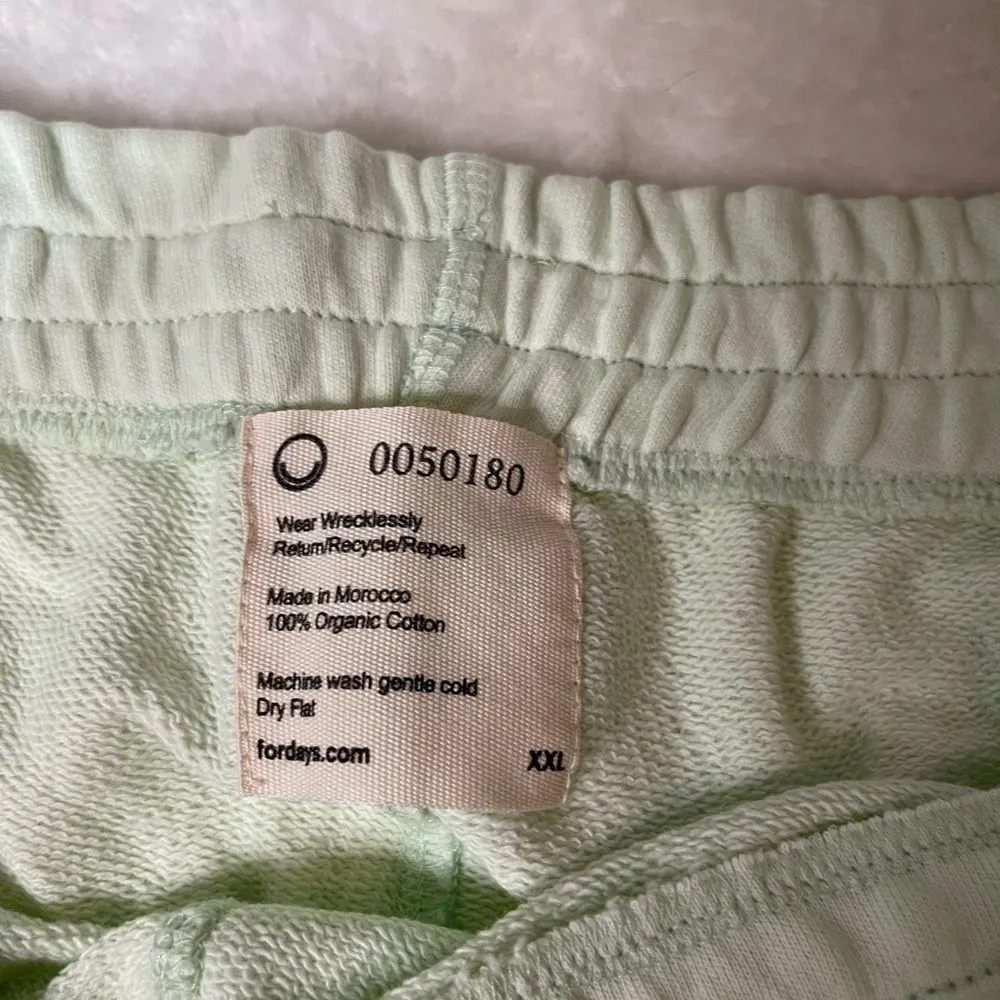 0050180
Wear Wrecklessly
Return/Recycle/Repeat
Made in Morocco
100% Organic Cotton
Machine wash gentle cold
Dry Flat
fordays.com
XXL